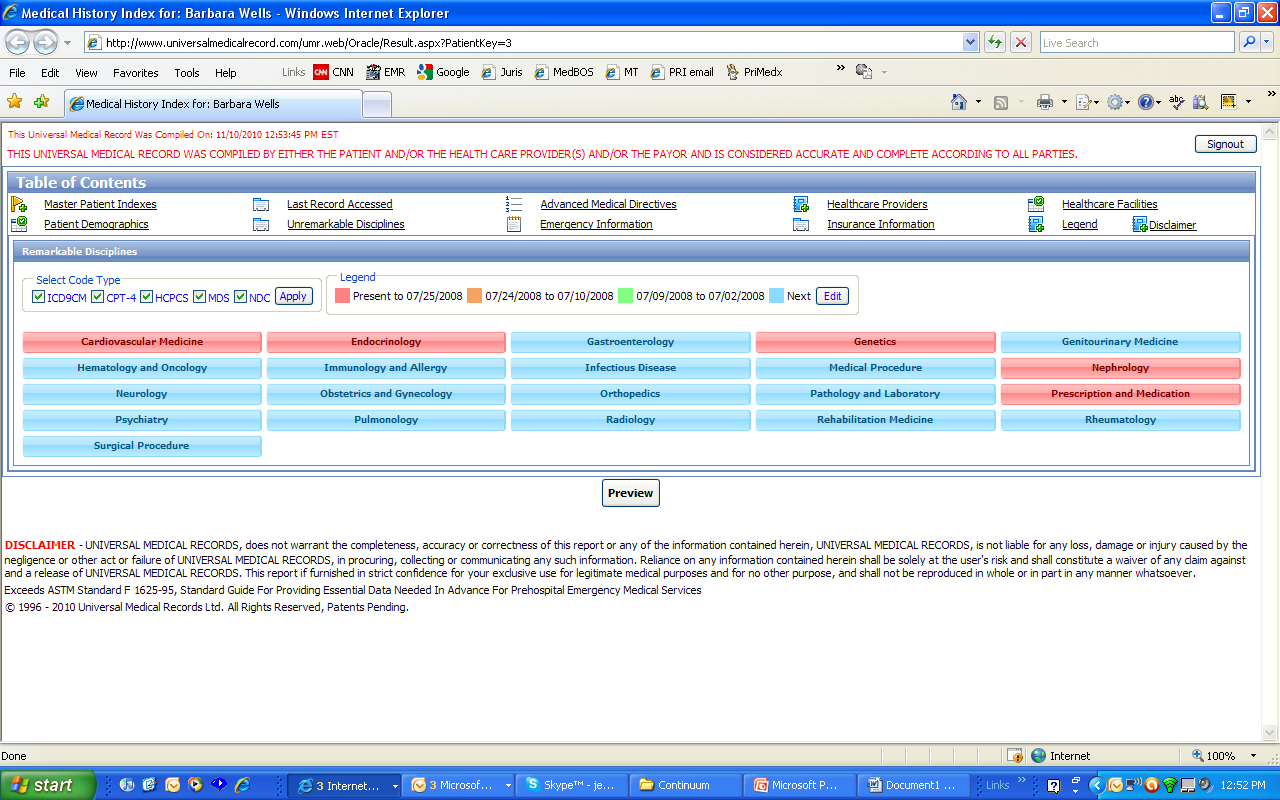 Medical History Index for: Barbara Wells - Windows Internet Explorer
http://www.universalmedicalrecord.com/umr.web/Oracle/Result.aspx?PatientKey=3
Live Search
File Edit View Favorites Tools Help Links CNN CNN EMR Google Juris MedBOS MT PRI email PriMedx »
Medical History Index for: Barbara Wells
abc »
This Universal Medical Record Was Compiled On: 11/10/2010 12:53:45 PM EST
THIS UNIVERSAL MEDICAL RECORD WAS COMPILED BY EITHER THE PATIENT AND/OR THE HEALTH CARE PROVIDER(S) AND/OR THE PAYOR AND IS CONSIDERED ACCURATE AND COMPLETE ACCORDING TO ALL PARTIES.
Signout
Table of Contents
Master Patient Indexes Last Record Accessed Advanced Medical Directives Healthcare Providers Healthcare Facilities
Patient Demographics Unremarkable Disciplines Emergency Information Insurance Information Legend Disclaimer
Remarkable Disciplines
Select Code Type
ICD9CM CPT-4 HCPCS MDS NDC Apply
Legend
Present to 07/25/2008 07/24/2008 to 07/10/2008 07/09/2008 to 07/02/2008 Next Edit
Cardiovascular Medicine Endocrinology Gastroenterology Genetics Genitourinary Medicine
Hematology and Oncology Immunology and Allergy Infectious Disease Medical Procedure Nephrology
Neurology Obstetrics and Gynecology Orthopedics Pathology and Laboratory Prescription and Medication
Psychiatry Pulmonology Radiology Rehabilitation Medicine Rheumatology
Surgical Procedure
Preview
DISCLAIMER - UNIVERSAL MEDICAL RECORDS, does not warrant the completeness, accuracy or correctness of this report or any of the information contained herein, UNIVERSAL MEDICAL RECORDS, is not liable for any loss, damage or injury caused by the
negligence or other act or failure of UNIVERSAL MEDICAL RECORDS, in procuring, collecting or communicating any such information. Reliance on any information contained herein shall be solely at the user's risk and shall constitute a waiver of any claim against
and a release of UNIVERSAL MEDICAL RECORDS. This report if furnished in strict confidence for your exclusive use for legitimate medical purposes and for no other purpose, and shall not be reproduced in whole or in part in any manner whatsoever.
Exceeds ASTM Standard F 1625-95, Standard Guide For Providing Essential Data Needed In Advance For Prehospital Emergency Medical Services
© 1996 - 2010 Universal Medical Records Ltd. All Rights Reserved, Patents Pending.
Done Internet 100%
start 3 Internet... 3 Microsof... Skype™ - je... Continuum Microsoft P... Document1 ... Links » 12:52 PM